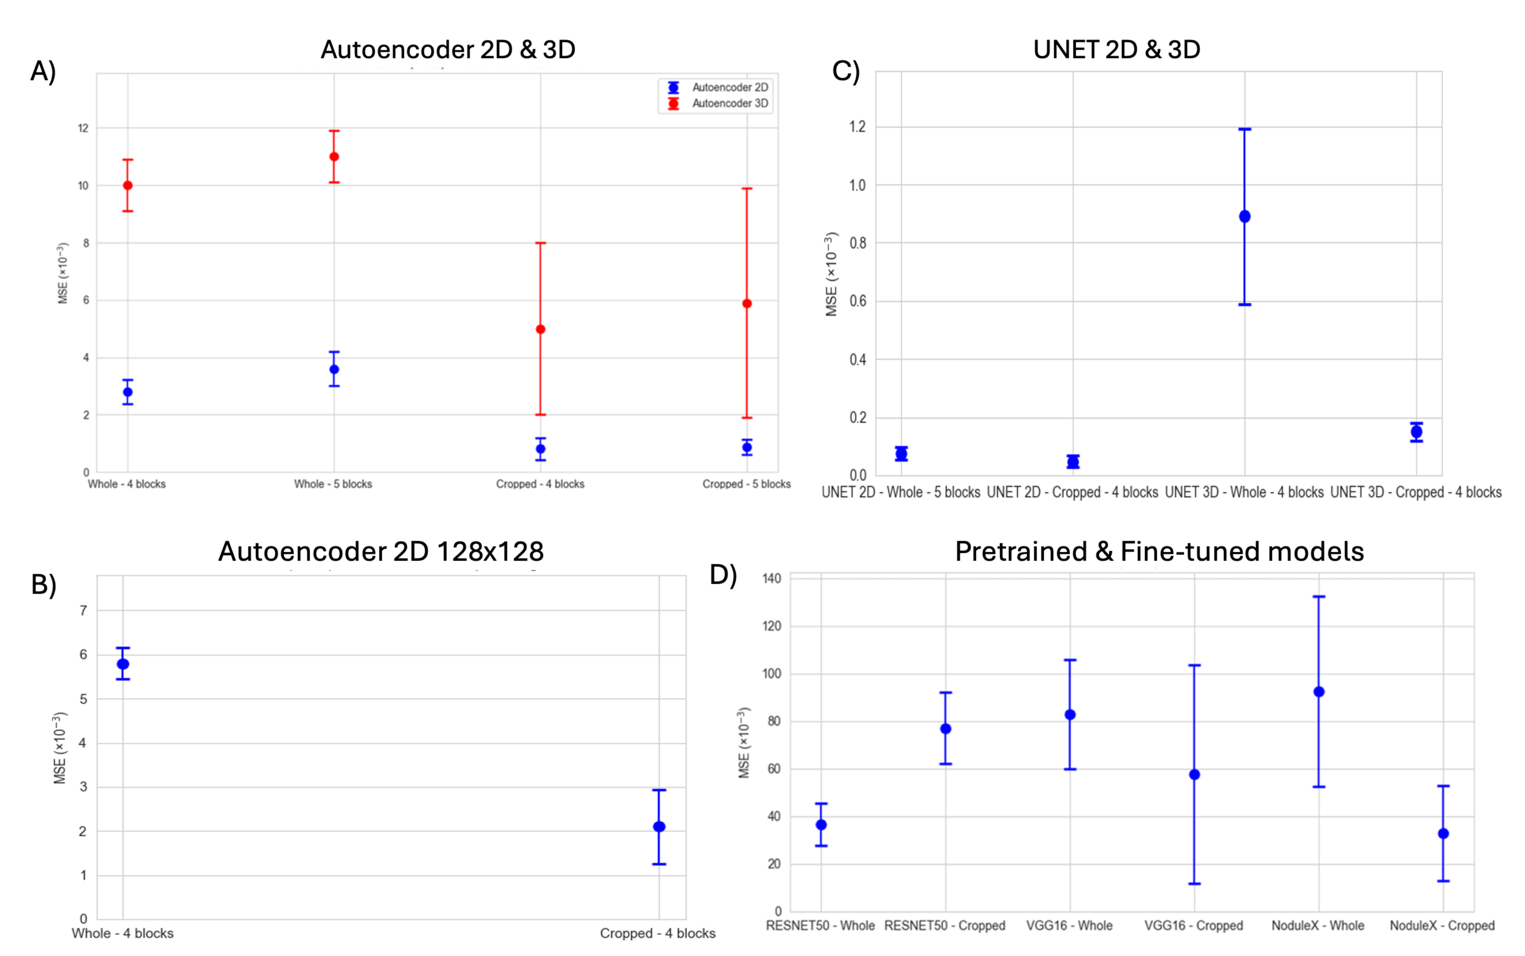 A)
Autoencoder 2D & 3D
Autoencoder 2D
Autoencoder 3D
MSE (×10⁻³)
12
10
8
6
4
2
0
Whole - 4 blocks
Whole - 5 blocks
Cropped - 4 blocks
Cropped - 5 blocks
C)
UNET 2D & 3D
MSE (×10⁻³)
1.2
1.0
0.8
0.6
0.4
0.2
0.0
UNET 2D - Whole - 5 blocks
UNET 2D - Cropped - 4 blocks
UNET 3D - Whole - 4 blocks
UNET 3D - Cropped - 4 blocks
B)
Autoencoder 2D 128x128
MSE (×10⁻³)
7
6
5
4
3
2
1
0
Whole - 4 blocks
Cropped - 4 blocks
D)
Pretrained & Fine-tuned models
MSE (×10⁻³)
140
120
100
80
60
40
20
0
RESNET50 - Whole
RESNET50 - Cropped
VGG16 - Whole
VGG16 - Cropped
NoduleX - Whole
NoduleX - Cropped